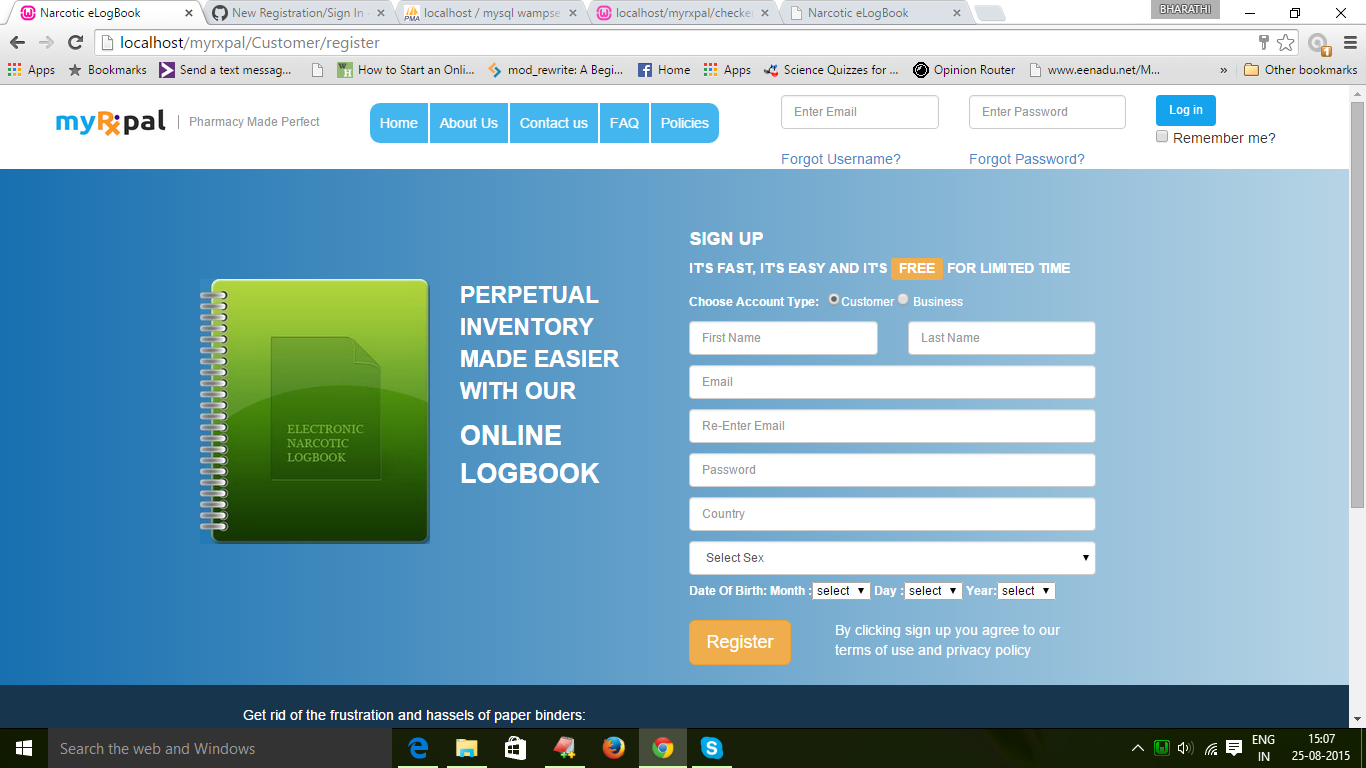 Narcotic eLogBook
New Registration/Sign In
localhost / mysql wampse
localhost/myrxpal/checke
Narcotic eLogBook
BHARATHI
localhost/myrxpal/Customer/register
1
Apps
Bookmarks
Send a text messag...
How to Start an Onli...
mod_rewrite: A Begi...
Home
Apps
Science Quizzes for ...
Opinion Router
www.eenadu.net/M...
»
Other bookmarks
myRxpal | Pharmacy Made Perfect
Home
About Us
Contact us
FAQ
Policies
Enter Email
Enter Password
Log in
Remember me?
Forgot Username?
Forgot Password?
ELECTRONIC
NARCOTIC
LOGBOOK
PERPETUAL
INVENTORY
MADE EASIER
WITH OUR
ONLINE
LOGBOOK
SIGN UP
IT'S FAST, IT'S EASY AND IT'S FREE FOR LIMITED TIME
Choose Account Type: Customer Business
First Name
Last Name
Email
Re-Enter Email
Password
Country
Select Sex
Date Of Birth: Month : select Day : select Year: select
Register
By clicking sign up you agree to our
terms of use and privacy policy
Get rid of the frustration and hassels of paper binders:
Search the web and Windows
ENG
IN
15:07
25-08-2015